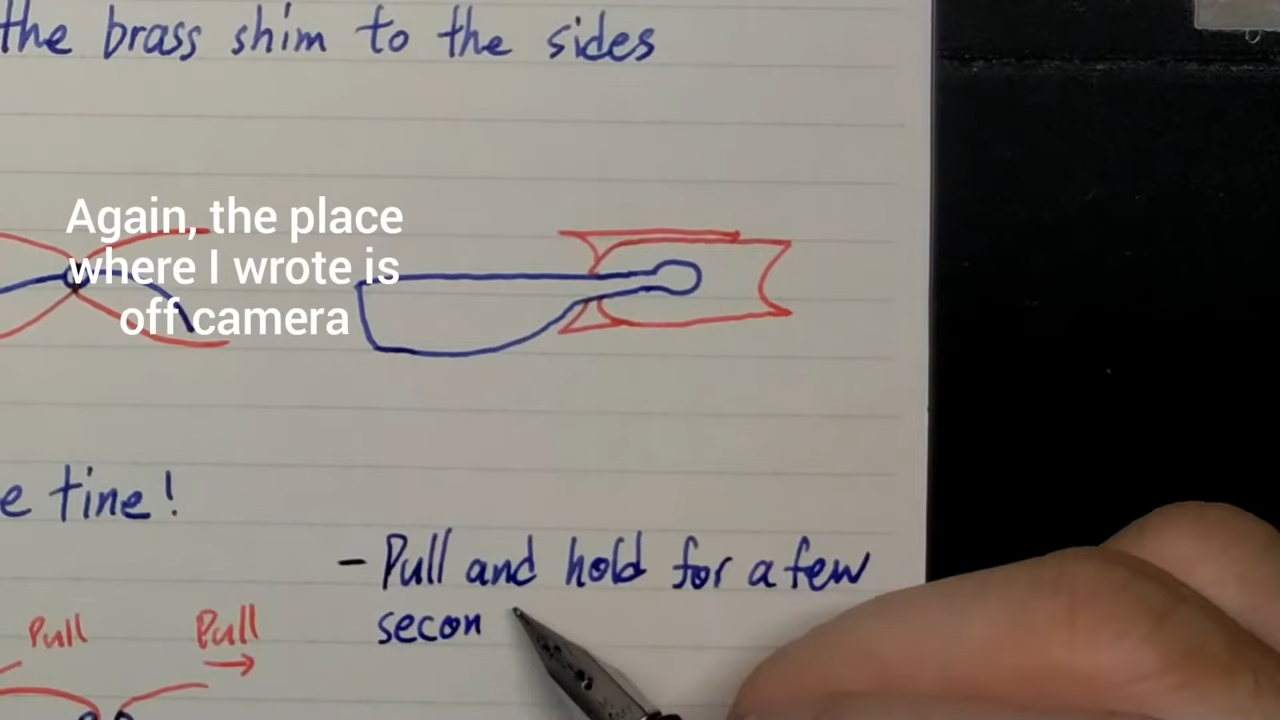 the brass shim to the sides
Again, the place
where I wrote is
off camera
e tine!
- Pull and hold for a few
secon
Pull Pull